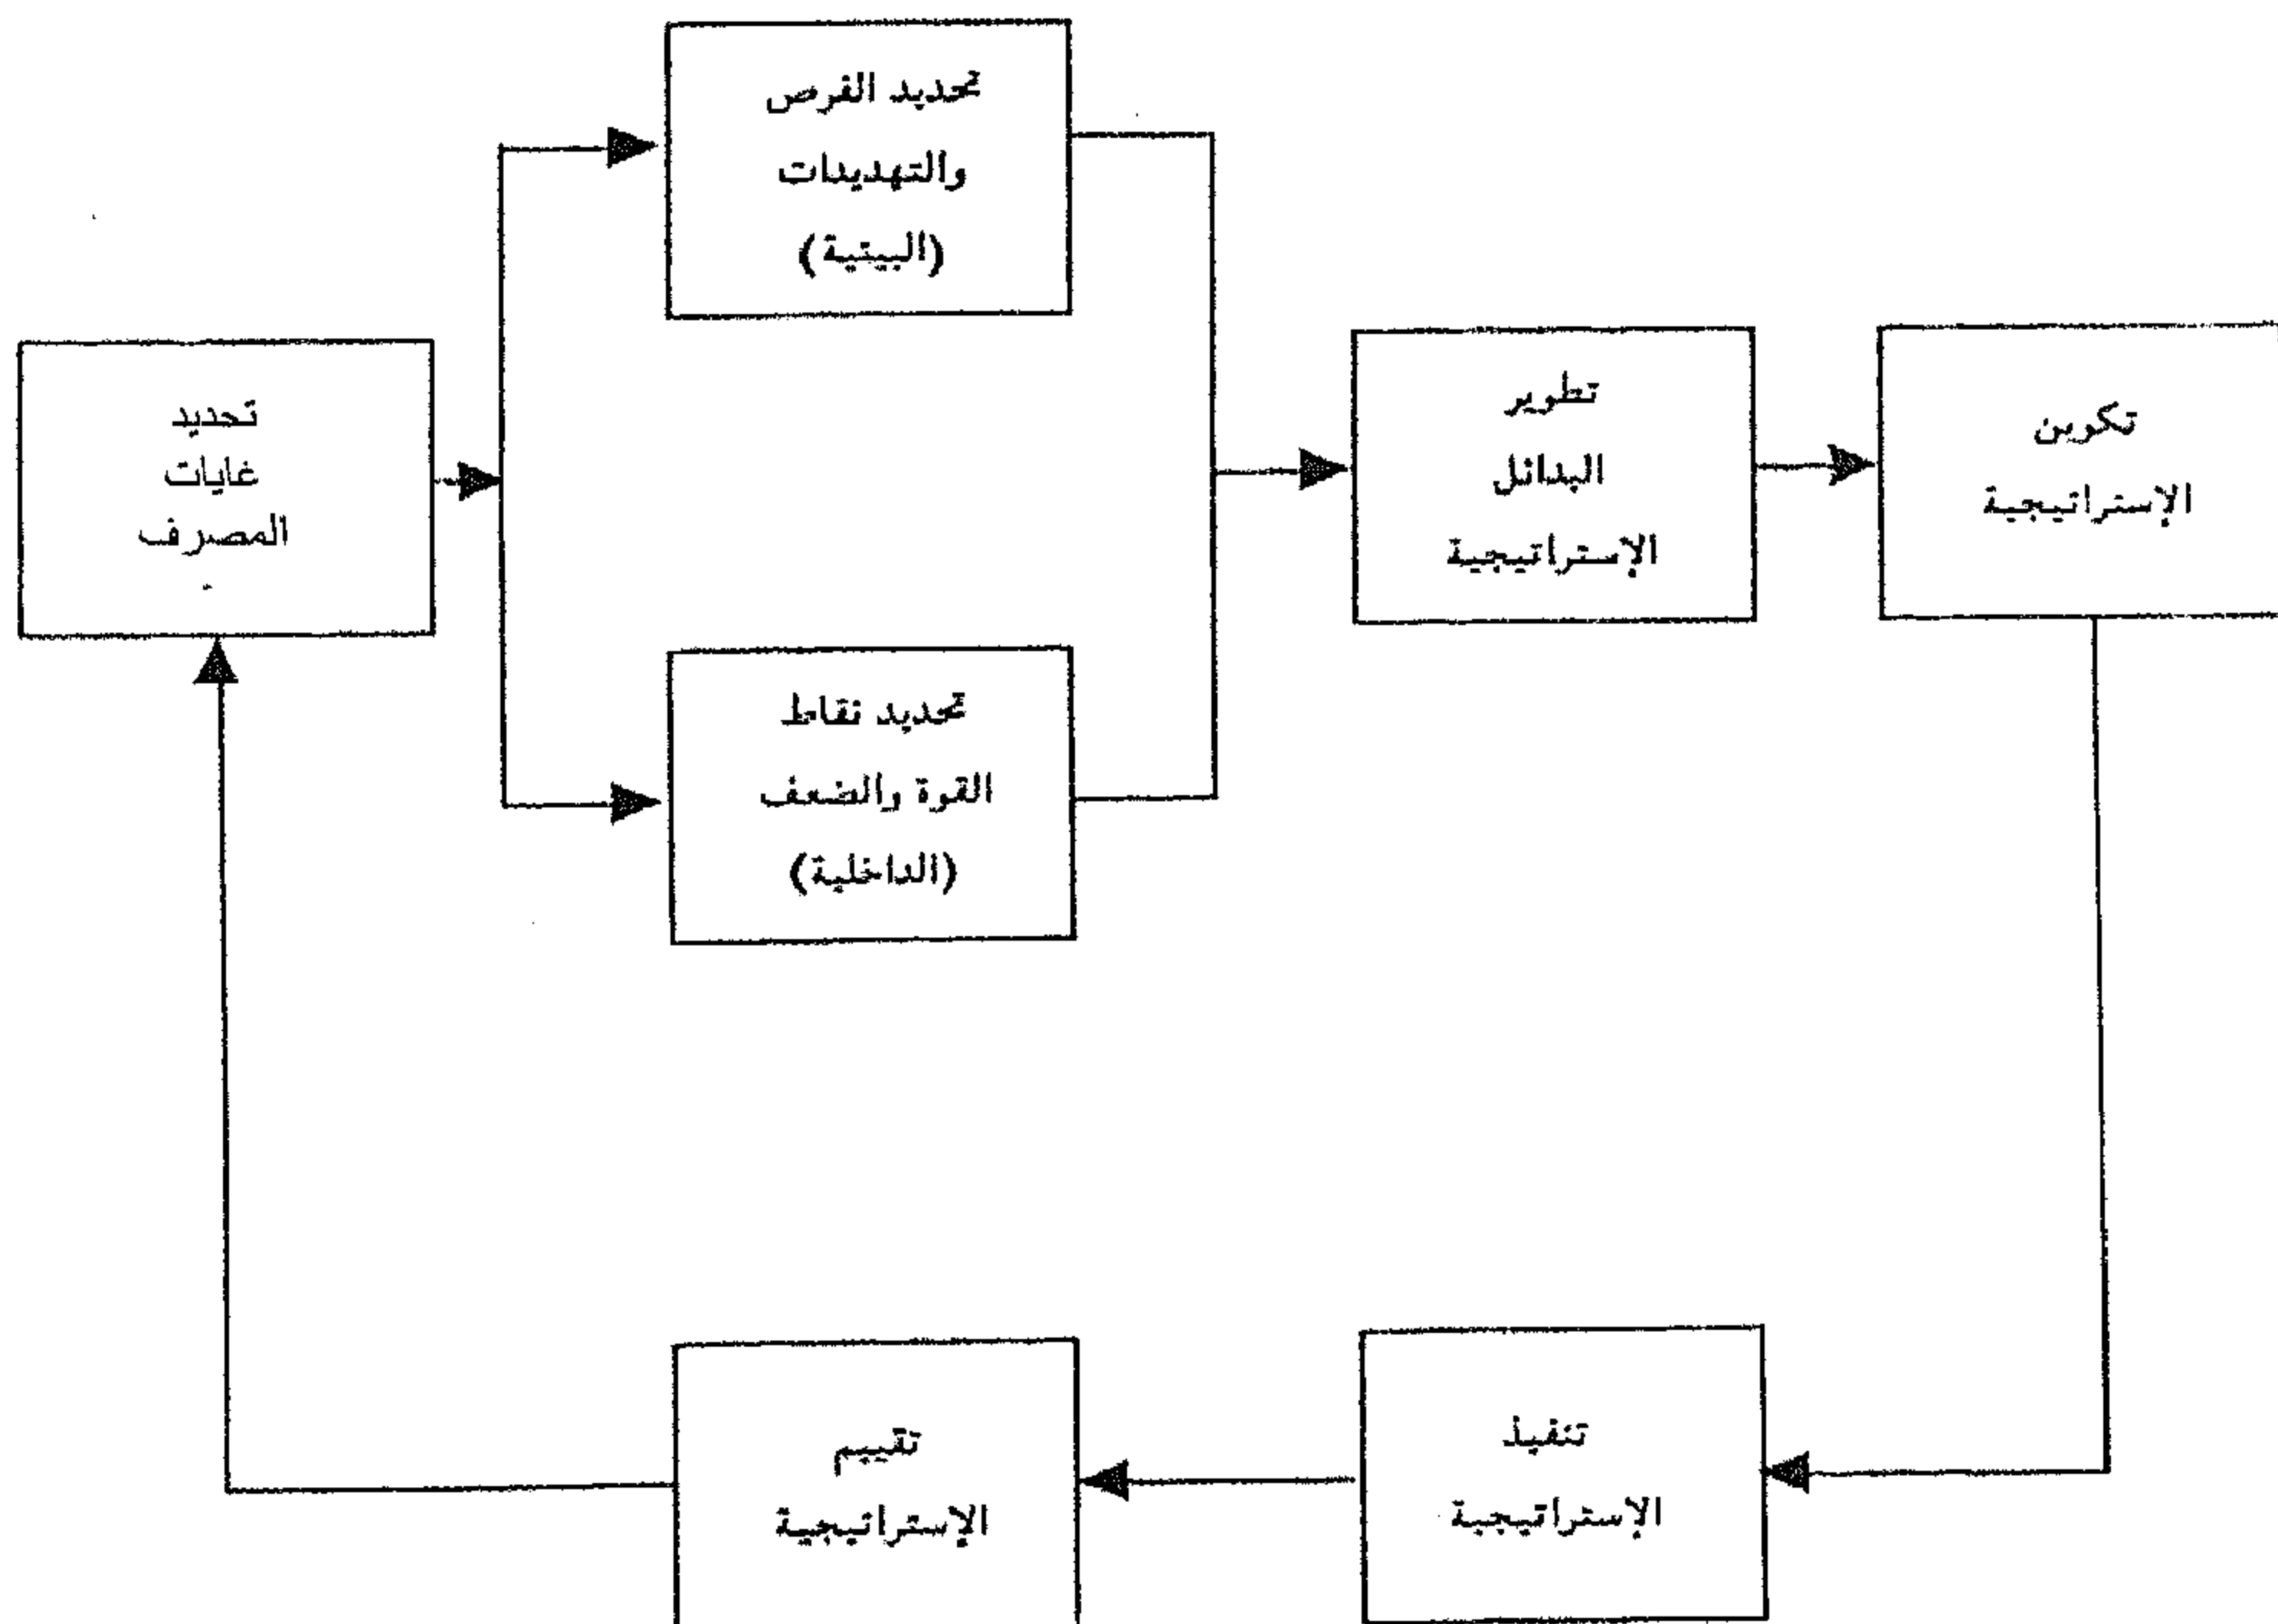 تحديد
غايات
المصرف
تحديد الفرص
والتهديدات
(البيئية)
تحديد نقاط
القوة والضعف
(الداخلية)
تطوير
البدائل
الإستراتيجية
تكوين
الإستراتيجية
تنفيذ
الإستراتيجية
تقييم
الإستراتيجية